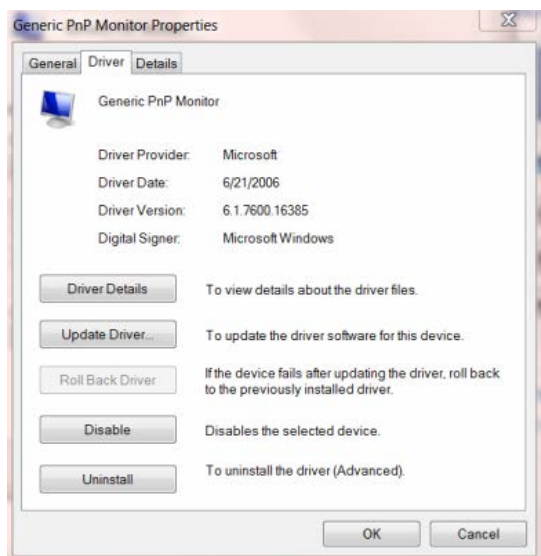 Generic PnP Monitor Properties
General Driver Details
Generic PnP Monitor
Driver Provider: Microsoft
Driver Date: 6/21/2006
Driver Version: 6.1.7600.16385
Digital Signer: Microsoft Windows
Driver Details To view details about the driver files.
Update Driver... To update the driver software for this device.
Roll Back Driver If the device fails after updating the driver, roll back
to the previously installed driver.
Disable Disables the selected device.
Uninstall To uninstall the driver (Advanced).
OK Cancel